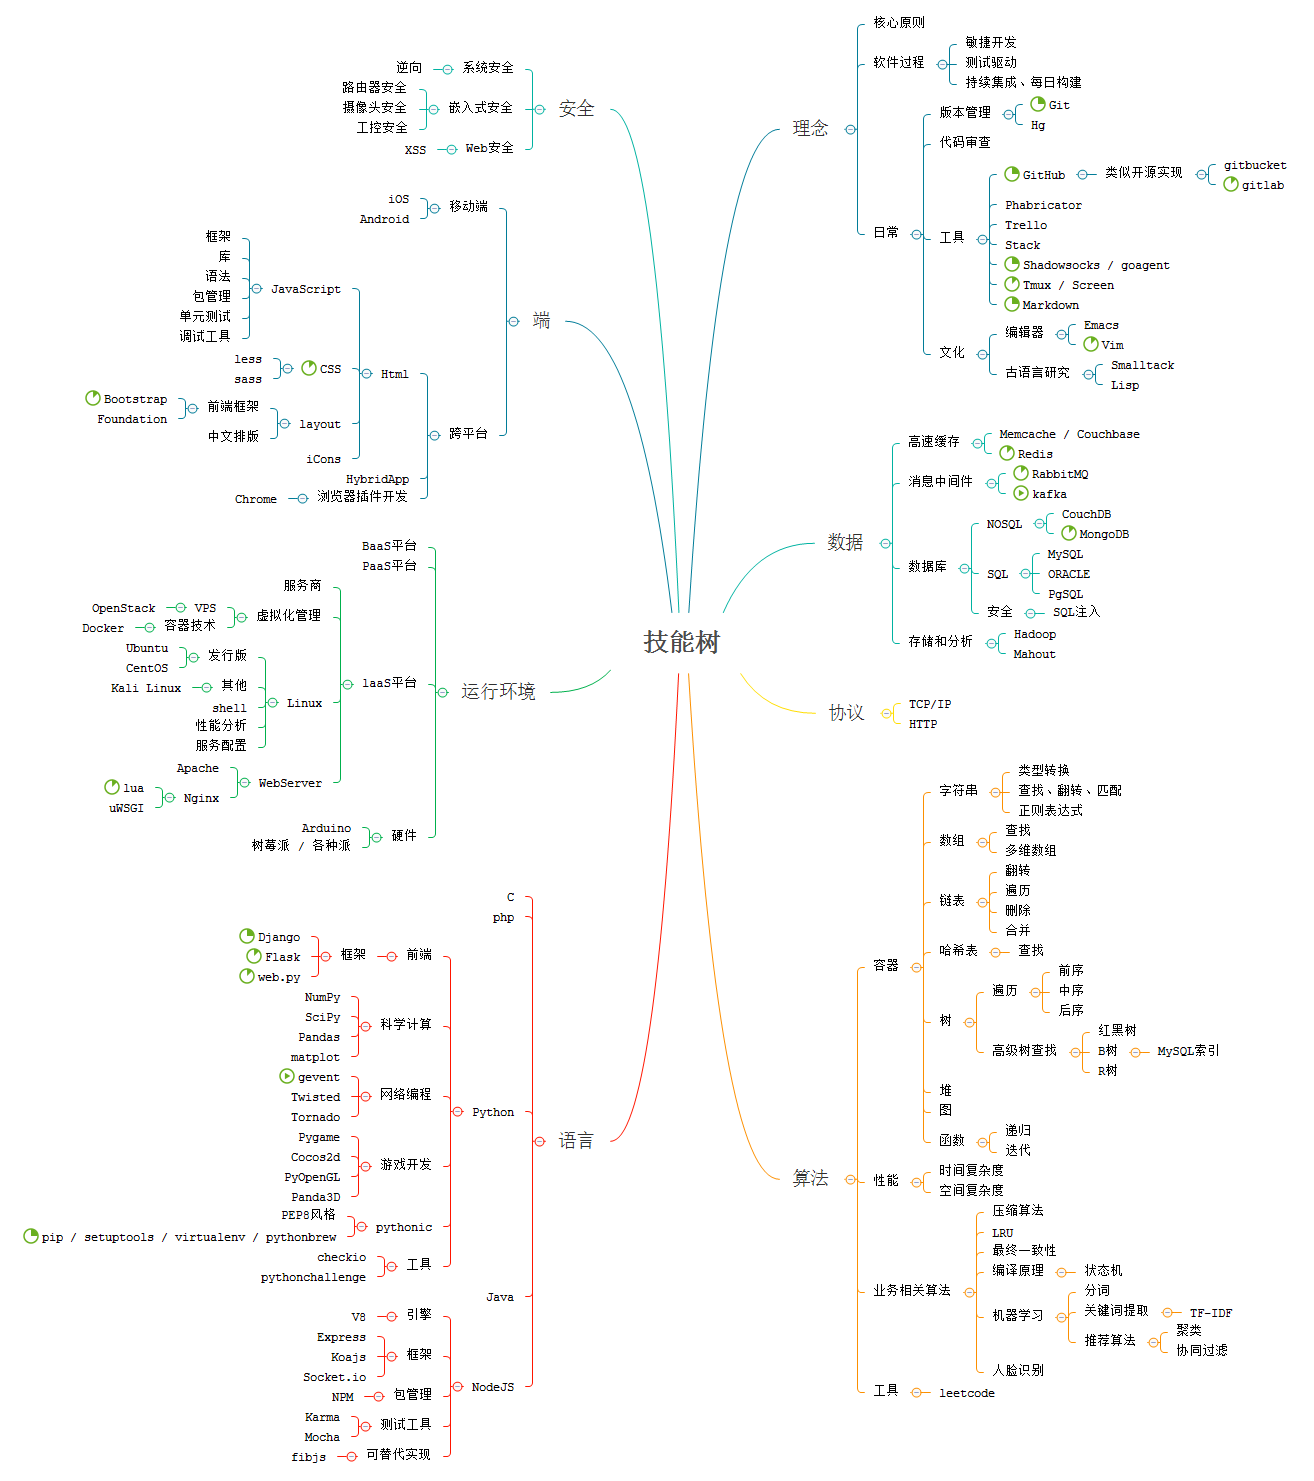 技能树
安全
系统安全
逆向
嵌入式安全
路由器安全
摄像头安全
工控安全
Web安全
XSS
端
移动端
iOS
Android
跨平台
Html
JavaScript
框架
库
语法
包管理
单元测试
调试工具
CSS
less
sass
layout
前端框架
Bootstrap
Foundation
中文排版
iCons
HybridApp
浏览器插件开发
Chrome
运行环境
BaaS平台
PaaS平台
IaaS平台
服务商
虚拟化管理
VPS
OpenStack
容器技术
Docker
Linux
发行版
Ubuntu
CentOS
其他
Kali Linux
shell
性能分析
服务配置
WebServer
Apache
Nginx
lua
uWSGI
硬件
Arduino
树莓派 / 各种派
语言
C
php
Python
前端
框架
Django
Flask
web.py
科学计算
NumPy
SciPy
Pandas
matplot
网络编程
gevent
Twisted
Tornado
游戏开发
Pygame
Cocos2d
PyOpenGL
Panda3D
pythonic
PEP8风格
pip / setuptools / virtualenv / pythonbrew
工具
checkio
pythonchallenge
Java
NodeJS
引擎
V8
框架
Express
Koajs
Socket.io
包管理
NPM
测试工具
Karma
Mocha
可替代实现
fibjs
理念
核心原则
软件过程
敏捷开发
测试驱动
持续集成、每日构建
日常
版本管理
Git
Hg
代码审查
工具
GitHub
类似开源实现
gitbucket
gitlab
Phabricator
Trello
Stack
Shadowsocks / goagent
Tmux / Screen
Markdown
文化
编辑器
Emacs
Vim
古语言研究
Smalltack
Lisp
数据
高速缓存
Memcache / Couchbase
Redis
消息中间件
RabbitMQ
kafka
数据库
NOSQL
CouchDB
MongoDB
SQL
MySQL
ORACLE
PgSQL
安全
SQL注入
存储和分析
Hadoop
Mahout
协议
TCP/IP
HTTP
算法
容器
字符串
类型转换
查找、翻转、匹配
正则表达式
数组
查找
多维数组
链表
翻转
遍历
删除
合并
哈希表
查找
树
遍历
前序
中序
后序
高级树查找
红黑树
B树
MySQL索引
R树
堆
图
函数
递归
迭代
性能
时间复杂度
空间复杂度
业务相关算法
压缩算法
LRU
最终一致性
编译原理
状态机
机器学习
分词
关键词提取
TF-IDF
推荐算法
聚类
协同过滤
人脸识别
工具
leetcode